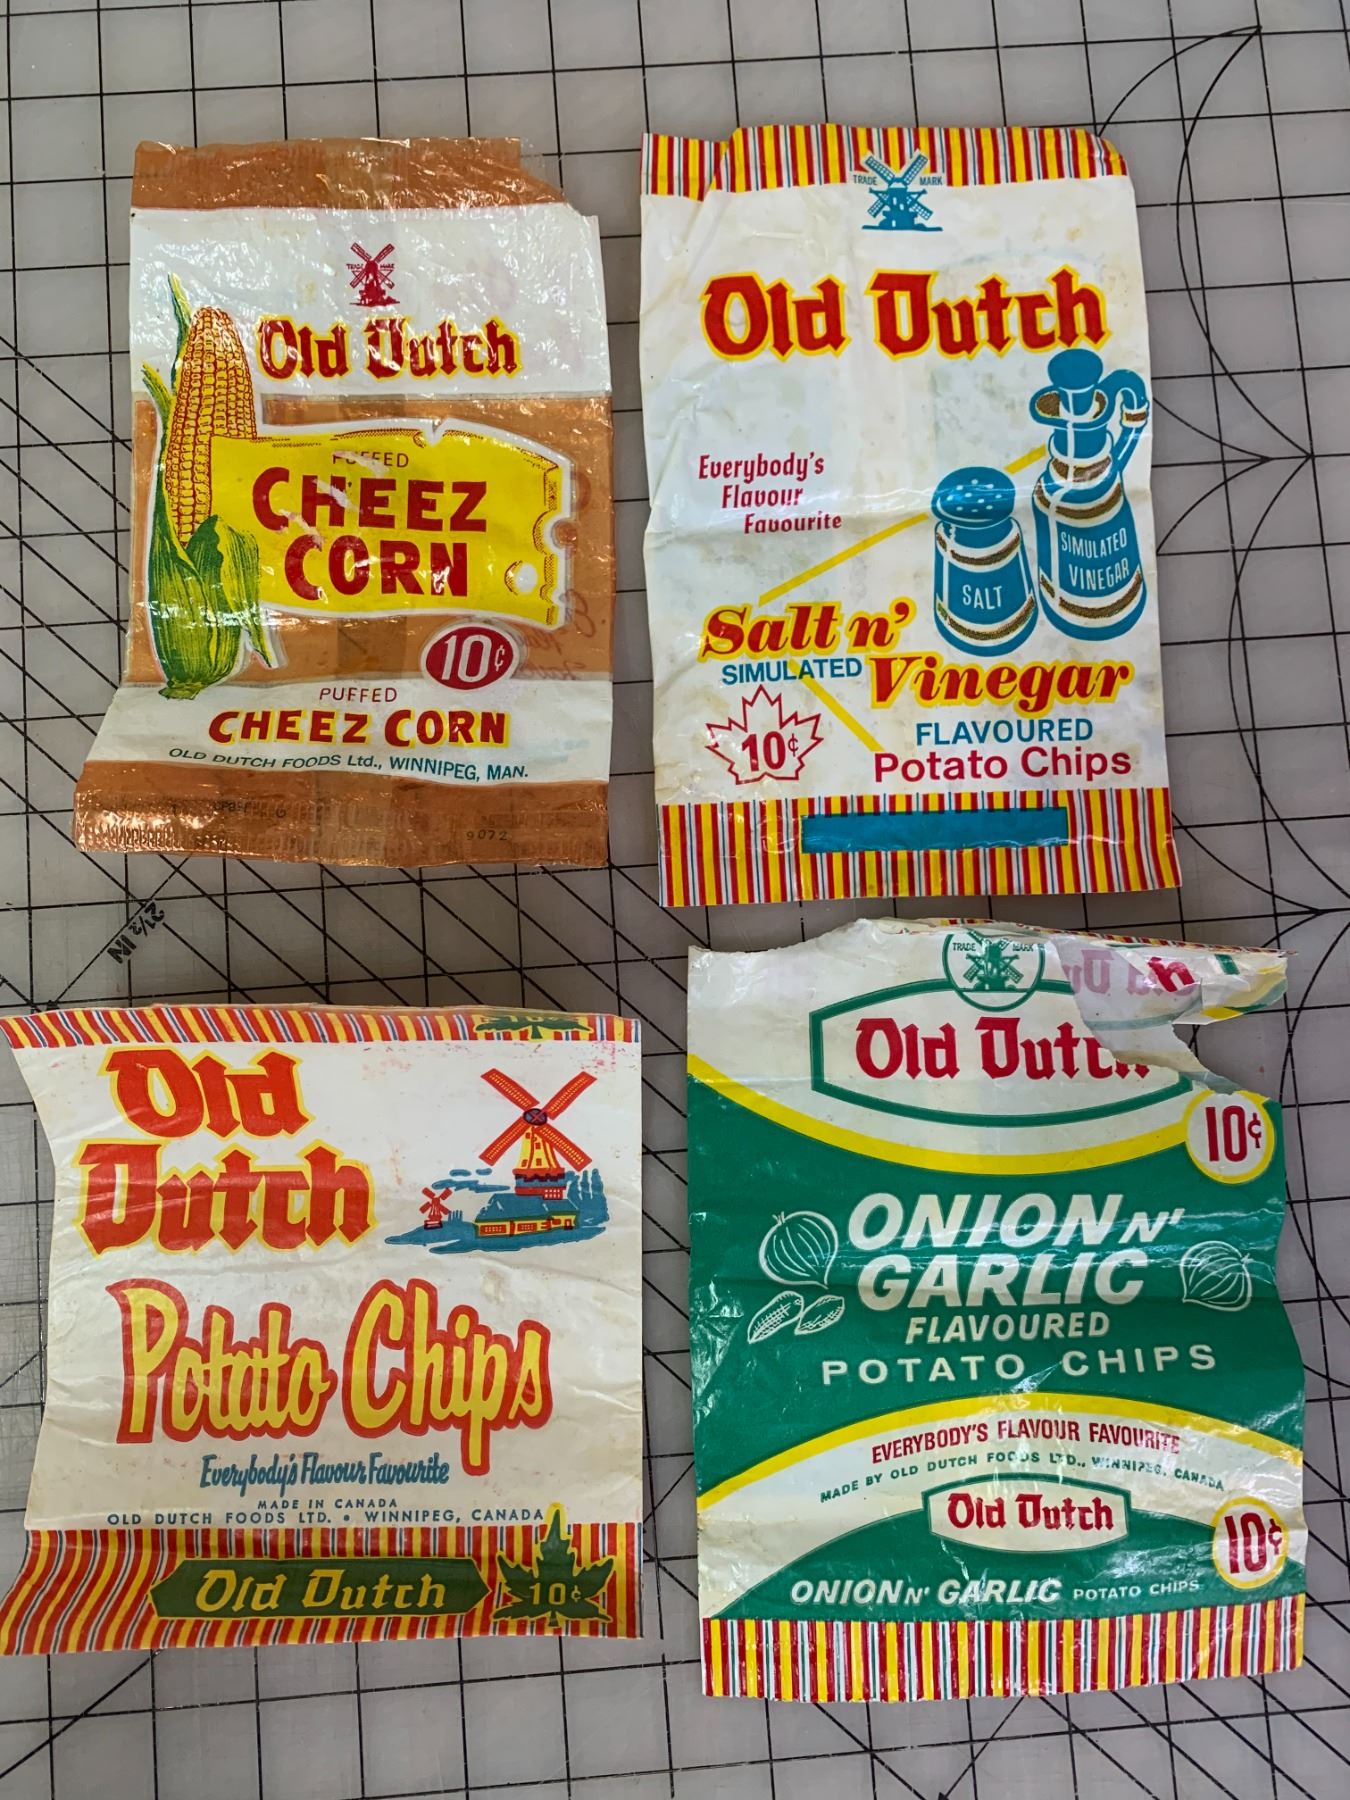 TRADE MARK
Old Dutch
PUFFED
CHEEZ
CORN
10¢
PUFFED
CHEEZ CORN
OLD DUTCH FOODS Ltd., WINNIPEG, MAN.
9072
TRADE MARK
Old Dutch
Everybody's
Flavour
Favourite
SALT
SIMULATED
VINEGAR
Salt n'
SIMULATED Vinegar
10¢
FLAVOURED
Potato Chips
2½ IN
Old
Dutch
Potato Chips
Everybody's Flavour Favourite
MADE IN CANADA
OLD DUTCH FOODS LTD. • WINNIPEG, CANADA
Old Dutch
10¢
TRADE MARK
Old Dutch
10¢
ONION N'
GARLIC
FLAVOURED
POTATO CHIPS
EVERYBODY'S FLAVOUR FAVOURITE
MADE BY OLD DUTCH FOODS LTD., WINNIPEG, CANADA
Old Dutch
10¢
ONION N' GARLIC POTATO CHIPS